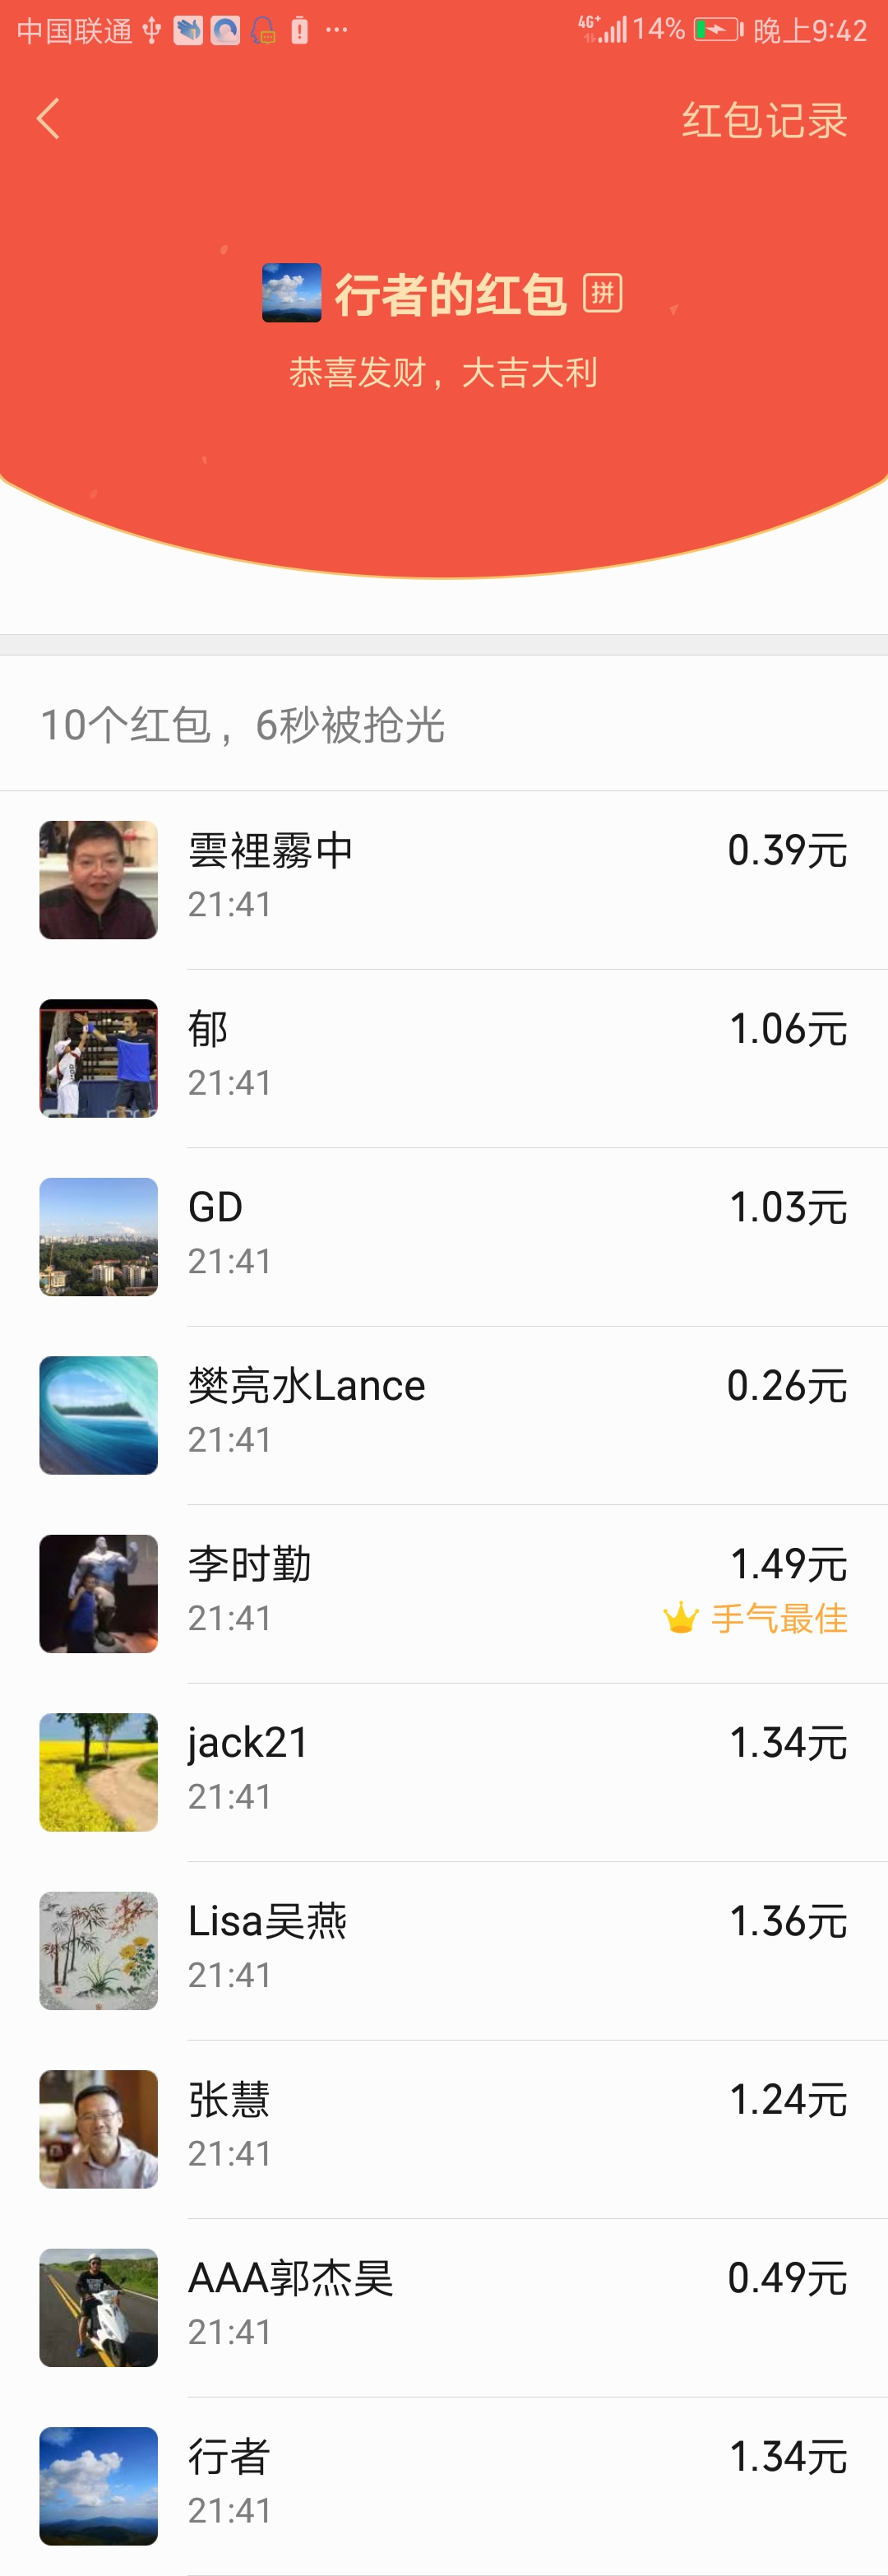 中国联通 4G+ 14% 晚上9:42
红包记录
行者的红包 拼
恭喜发财，大吉大利
10个红包，6秒被抢光
雲裡霧中 0.39元
21:41
郁 1.06元
21:41
GD 1.03元
21:41
樊亮水Lance 0.26元
21:41
李时勤 1.49元
21:41 手气最佳
jack21 1.34元
21:41
Lisa吴燕 1.36元
21:41
张慧 1.24元
21:41
AAA郭杰昊 0.49元
21:41
行者 1.34元
21:41